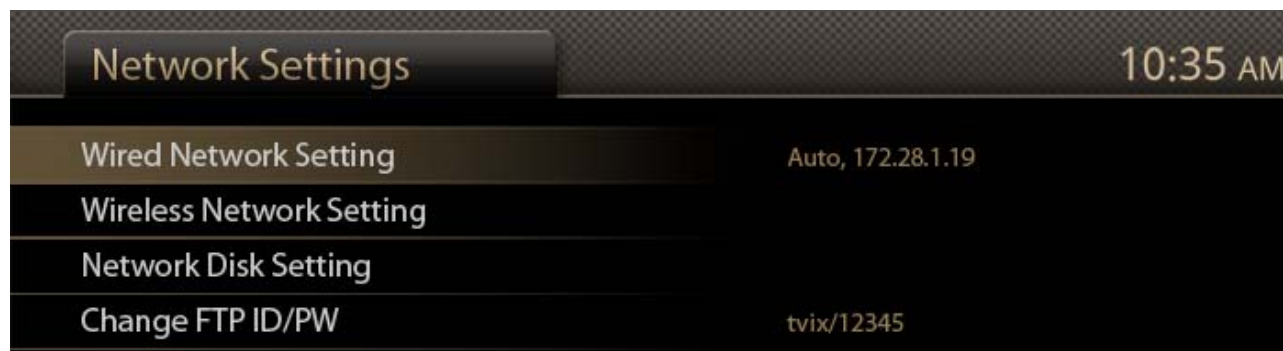 Network Settings 10:35 AM
Wired Network Setting Auto, 172.28.1.19
Wireless Network Setting
Network Disk Setting
Change FTP ID/PW tvix/12345